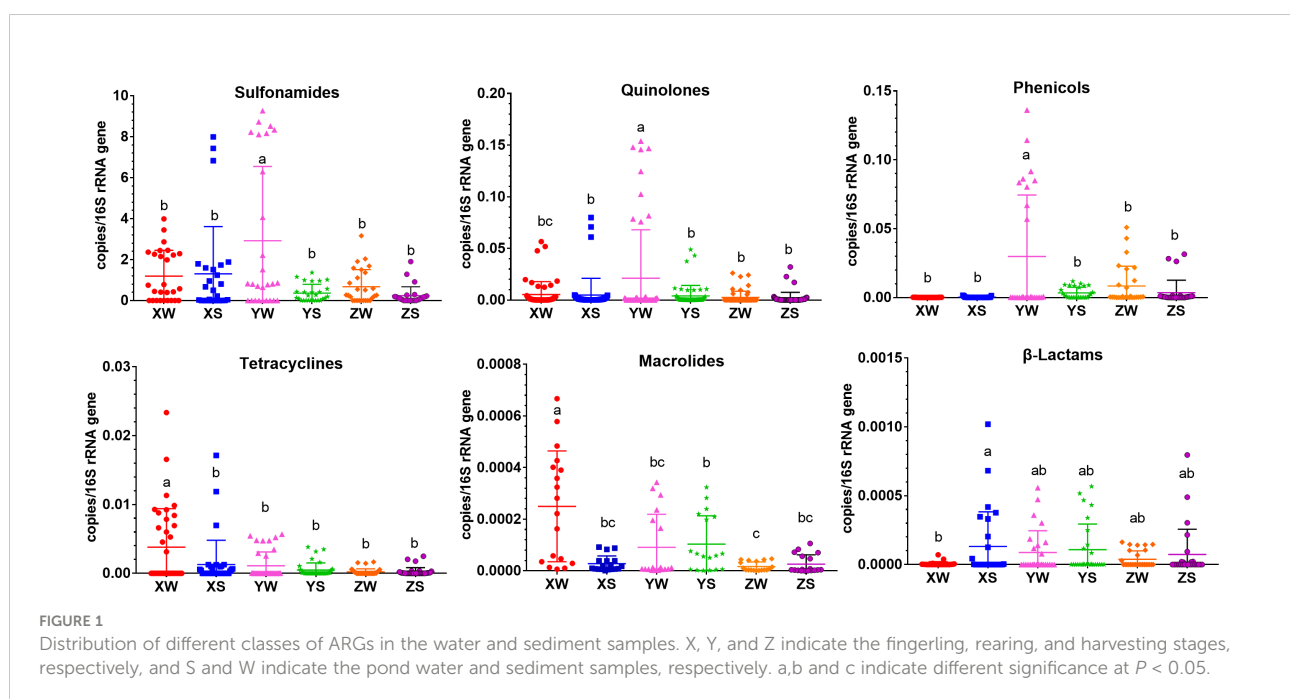 Sulfonamides
copies/16S rRNA gene
10
8
6
4
2
0
b
b
a
b
b
b
XW XS YW YS ZW ZS
Quinolones
copies/16S rRNA gene
0.20
0.15
0.10
0.05
0.00
bc
b
a
b
b
b
XW XS YW YS ZW ZS
Phenicols
copies/16S rRNA gene
0.15
0.10
0.05
0.00
b
b
a
b
b
b
XW XS YW YS ZW ZS
Tetracyclines
copies/16S rRNA gene
0.03
0.02
0.01
0.00
a
b
b
b
b
b
XW XS YW YS ZW ZS
Macrolides
copies/16S rRNA gene
0.0008
0.0006
0.0004
0.0002
0.0000
a
bc
bc
b
c
bc
XW XS YW YS ZW ZS
β-Lactams
copies/16S rRNA gene
0.0015
0.0010
0.0005
0.0000
b
a
ab
ab
ab
ab
XW XS YW YS ZW ZS
FIGURE 1
Distribution of different classes of ARGs in the water and sediment samples. X, Y, and Z indicate the fingerling, rearing, and harvesting stages,
respectively, and S and W indicate the pond water and sediment samples, respectively. a,b and c indicate different significance at P < 0.05.